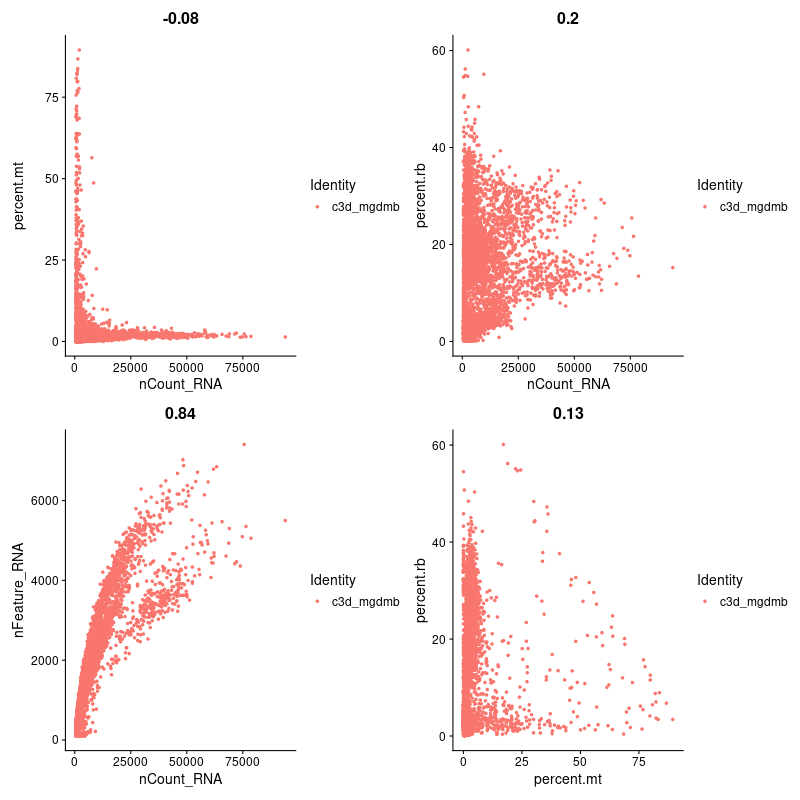 -0.08
percent.mt
75
50
25
0
0 25000 50000 75000
nCount_RNA
Identity
c3d_mgdmb
0.2
percent.rb
60
40
20
0
0 25000 50000 75000
nCount_RNA
Identity
c3d_mgdmb
0.84
nFeature_RNA
6000
4000
2000
0
0 25000 50000 75000
nCount_RNA
Identity
c3d_mgdmb
0.13
percent.rb
60
40
20
0
0 25 50 75
percent.mt
Identity
c3d_mgdmb